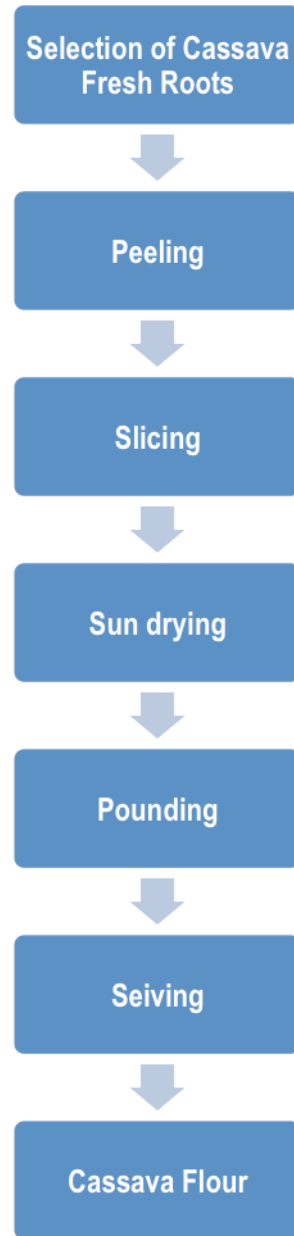 Selection of Cassava
Fresh Roots
Peeling
Slicing
Sun drying
Pounding
Seiving
Cassava Flour